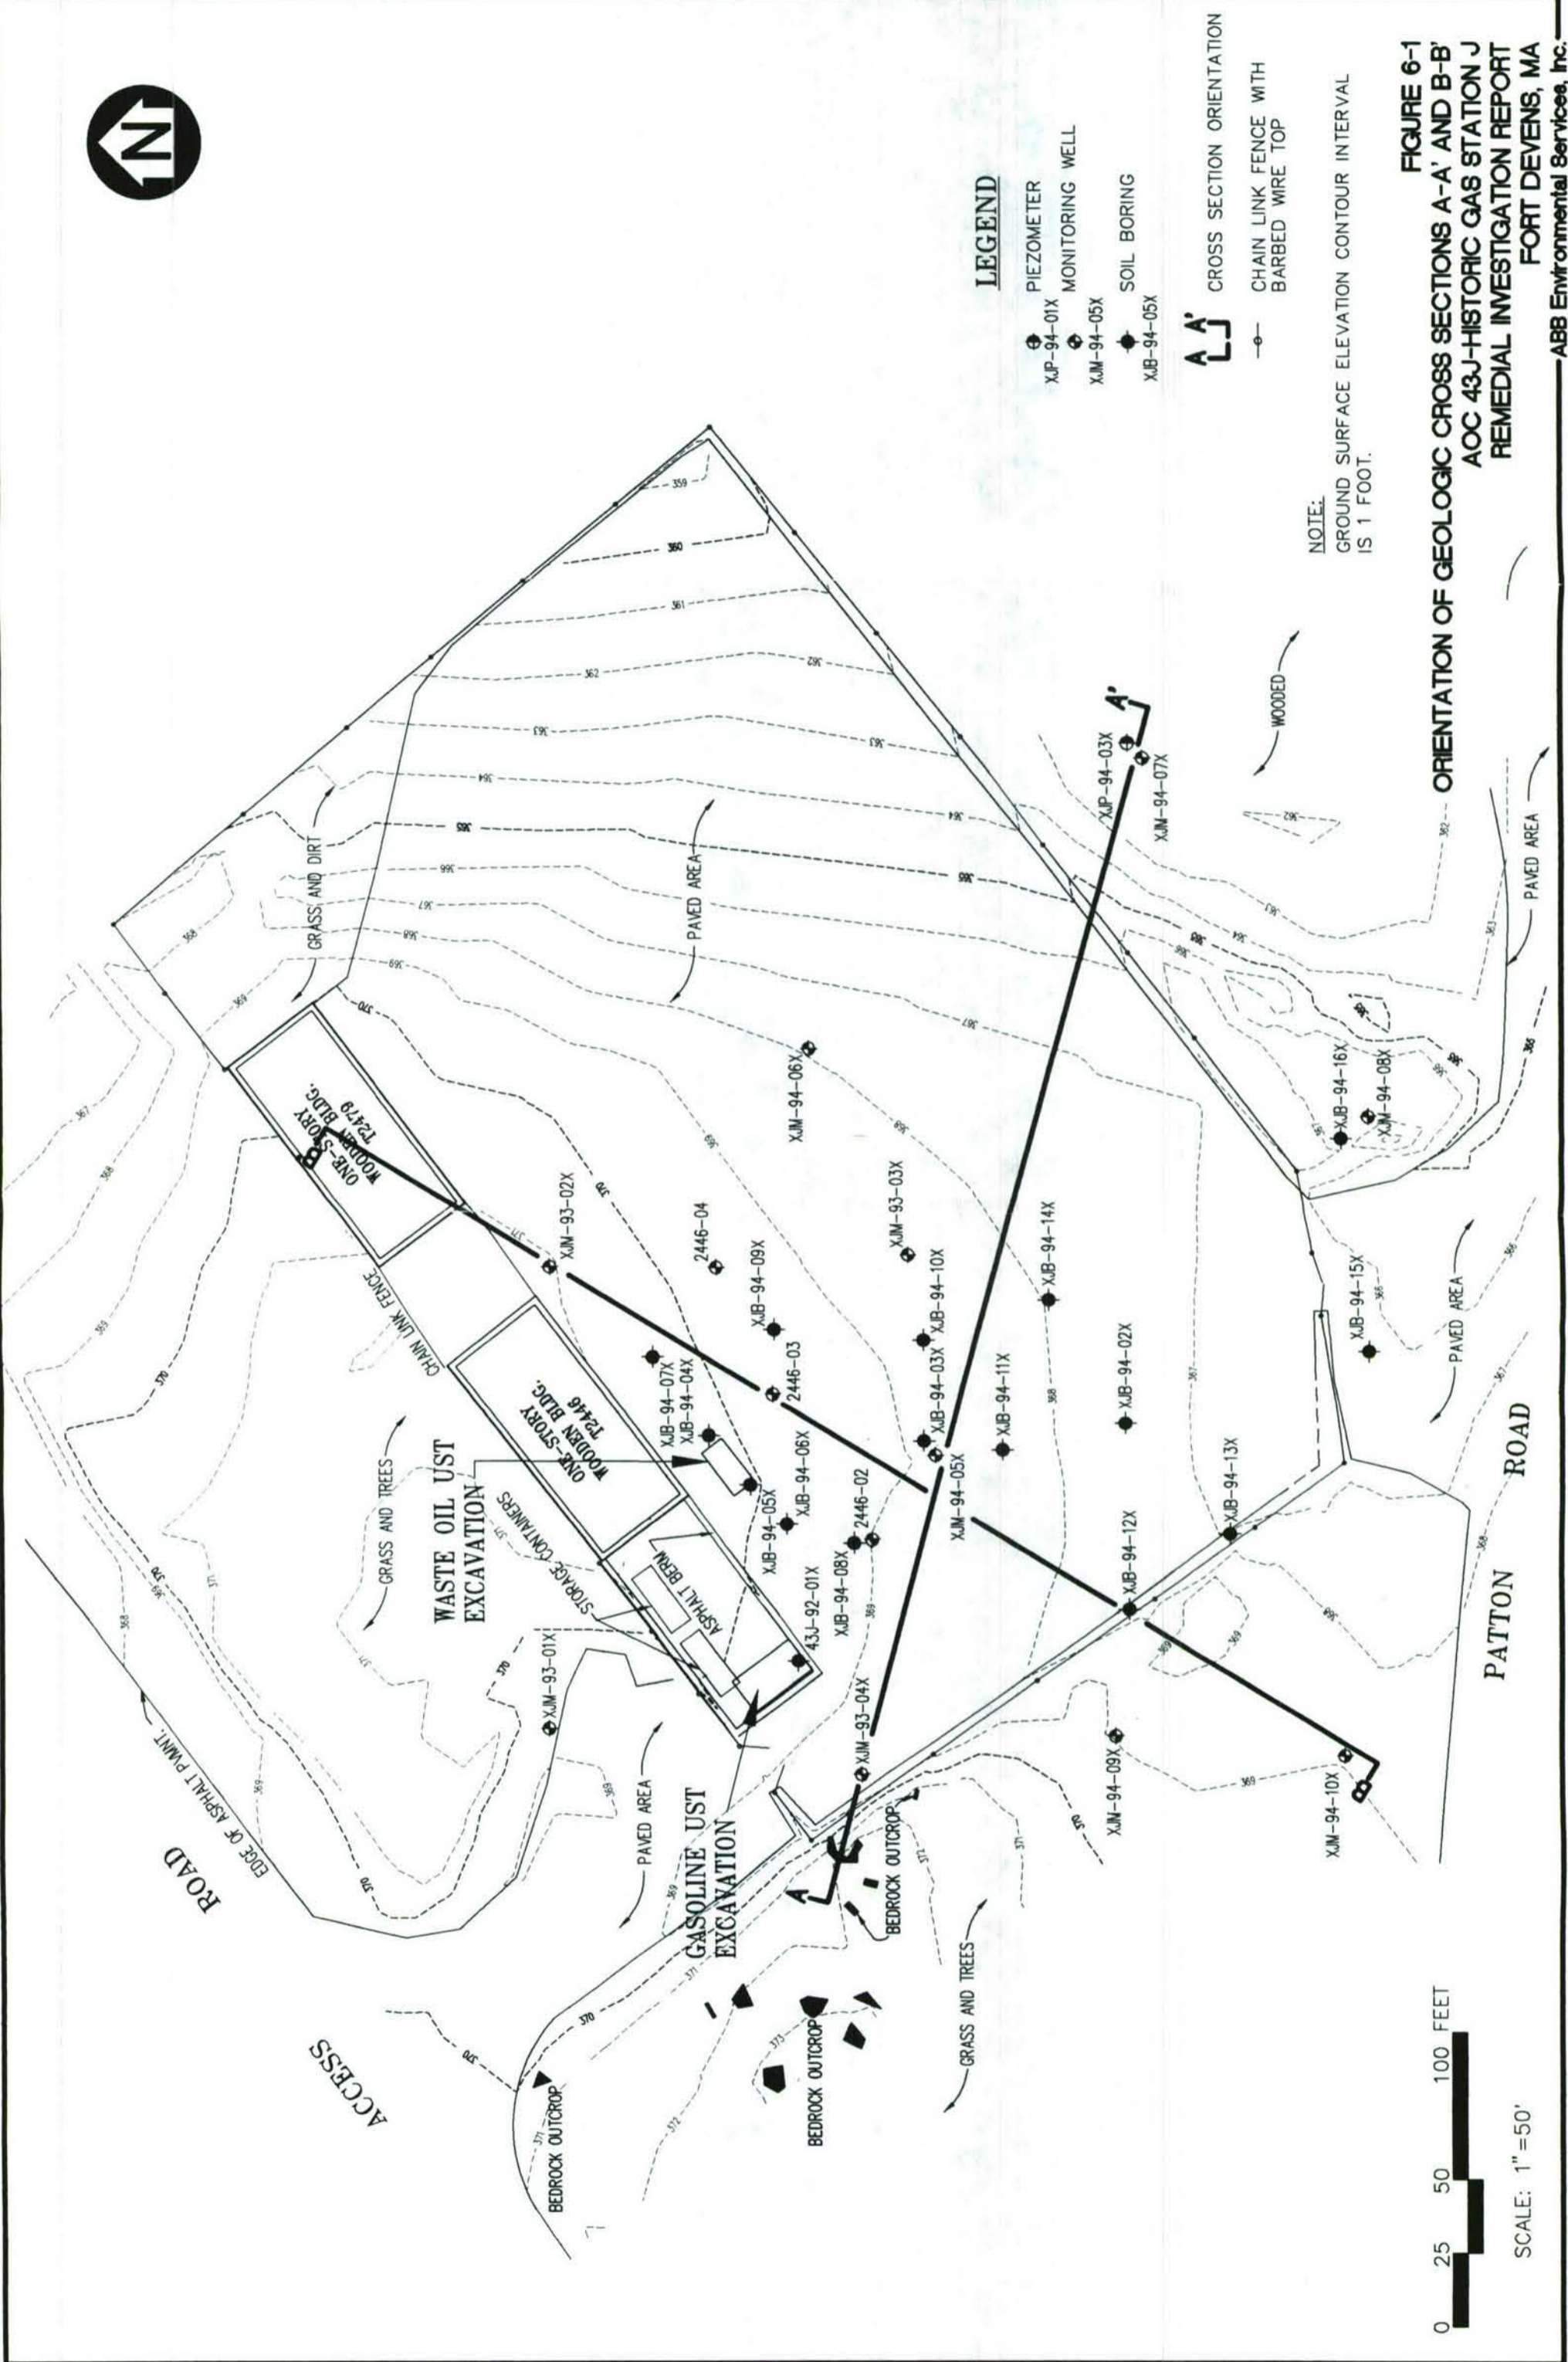 N
ROAD
ACCESS
EDGE OF ASPHALT PVMNT.
GRASS AND TREES
WASTE OIL UST
EXCAVATION
CHAIN LINK FENCE
STORAGE CONTAINERS
ASPHALT BERM
ONE-STORY
WOODEN BLDG.
T2479
ONE-STORY
WOODEN BLDG.
T2446
GRASS AND DIRT
PAVED AREA
PAVED AREA
GASOLINE UST
EXCAVATION
BEDROCK OUTCROP
BEDROCK OUTCROP
BEDROCK OUTCROP
GRASS AND TREES
XJM-93-01X
XJM-93-02X
2446-04
XJB-94-09X
XJB-94-07X
XJB-94-04X
2446-03
XJB-94-05X
XJB-94-06X
2446-02
XJB-94-08X
43J-92-01X
XJM-93-04X
XJM-94-06X
XJM-93-03X
XJB-94-10X
XJB-94-03X
XJM-94-05X
XJB-94-11X
XJB-94-14X
XJB-94-02X
XJB-94-12X
XJB-94-13X
XJM-94-09X
XJM-94-10X
XJB-94-15X
XJB-94-16X
XJM-94-08X
XJP-94-03X
XJM-94-07X
A
A'
B
B'
WOODED
PAVED AREA
PAVED AREA
PATTON ROAD
359
360
361
362
362
363
363
364
364
365
365
366
367
368
369
370
LEGEND
XJP-94-01X
PIEZOMETER
XJM-94-05X
MONITORING WELL
XJB-94-05X
SOIL BORING
A A'
CROSS SECTION ORIENTATION
CHAIN LINK FENCE WITH
BARBED WIRE TOP
NOTE:
GROUND SURFACE ELEVATION CONTOUR INTERVAL
IS 1 FOOT.
0 25 50 100 FEET
SCALE: 1"=50'
FIGURE 6-1
ORIENTATION OF GEOLOGIC CROSS SECTIONS A-A' AND B-B'
AOC 43J-HISTORIC GAS STATION J
REMEDIAL INVESTIGATION REPORT
FORT DEVENS, MA
ABB Environmental Services, Inc.